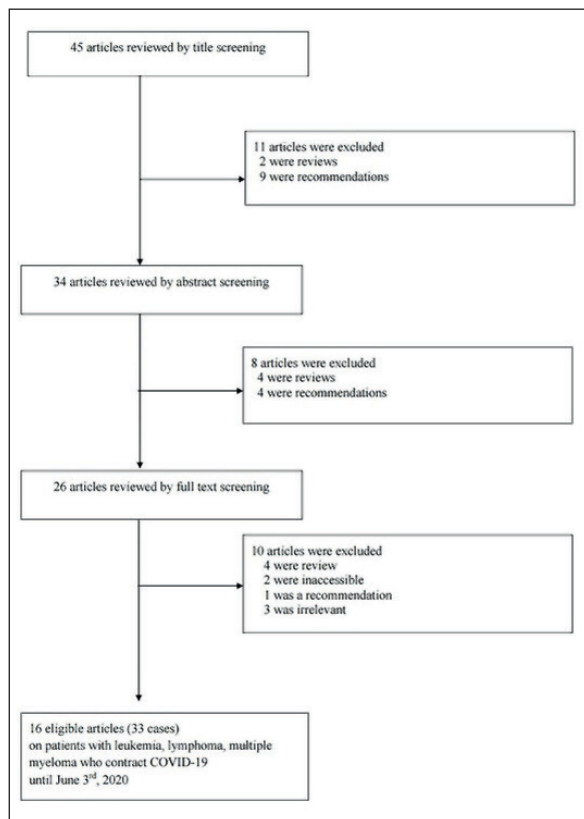 45 articles reviewed by title screening
11 articles were excluded
2 were reviews
9 were recommendations
34 articles reviewed by abstract screening
8 articles were excluded
4 were reviews
4 were recommendations
26 articles reviewed by full text screening
10 articles were excluded
4 were review
2 were inaccessible
1 was a recommendation
3 was irrelevant
16 eligible articles (33 cases)
on patients with leukemia, lymphoma, multiple
myeloma who contract COVID-19
until June 3rd, 2020